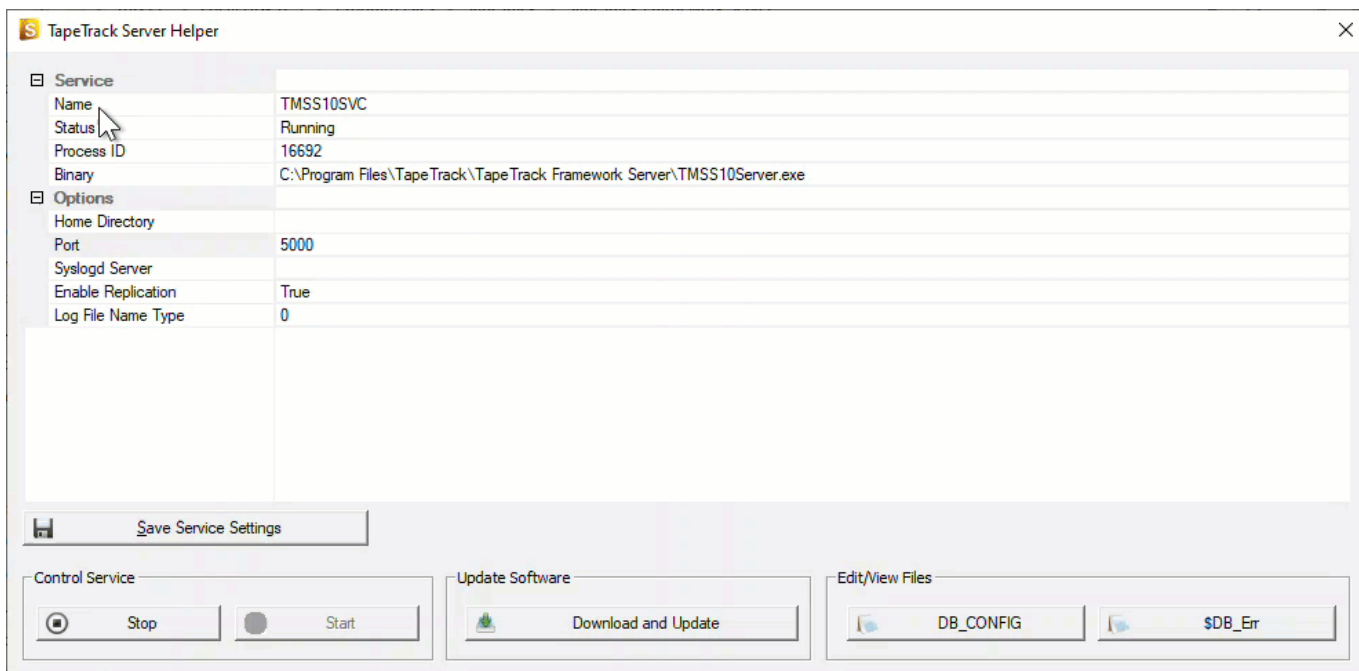 TapeTrack Server Helper
Service
Name TMSS10SVC
Status Running
Process ID 16692
Binary C:\Program Files\TapeTrack\TapeTrack Framework Server\TMSS10Server.exe
Options
Home Directory
Port 5000
Syslogd Server
Enable Replication True
Log File Name Type 0
Save Service Settings
Control Service Update Software Edit/View Files
Stop Start Download and Update DB_CONFIG $DB_Err